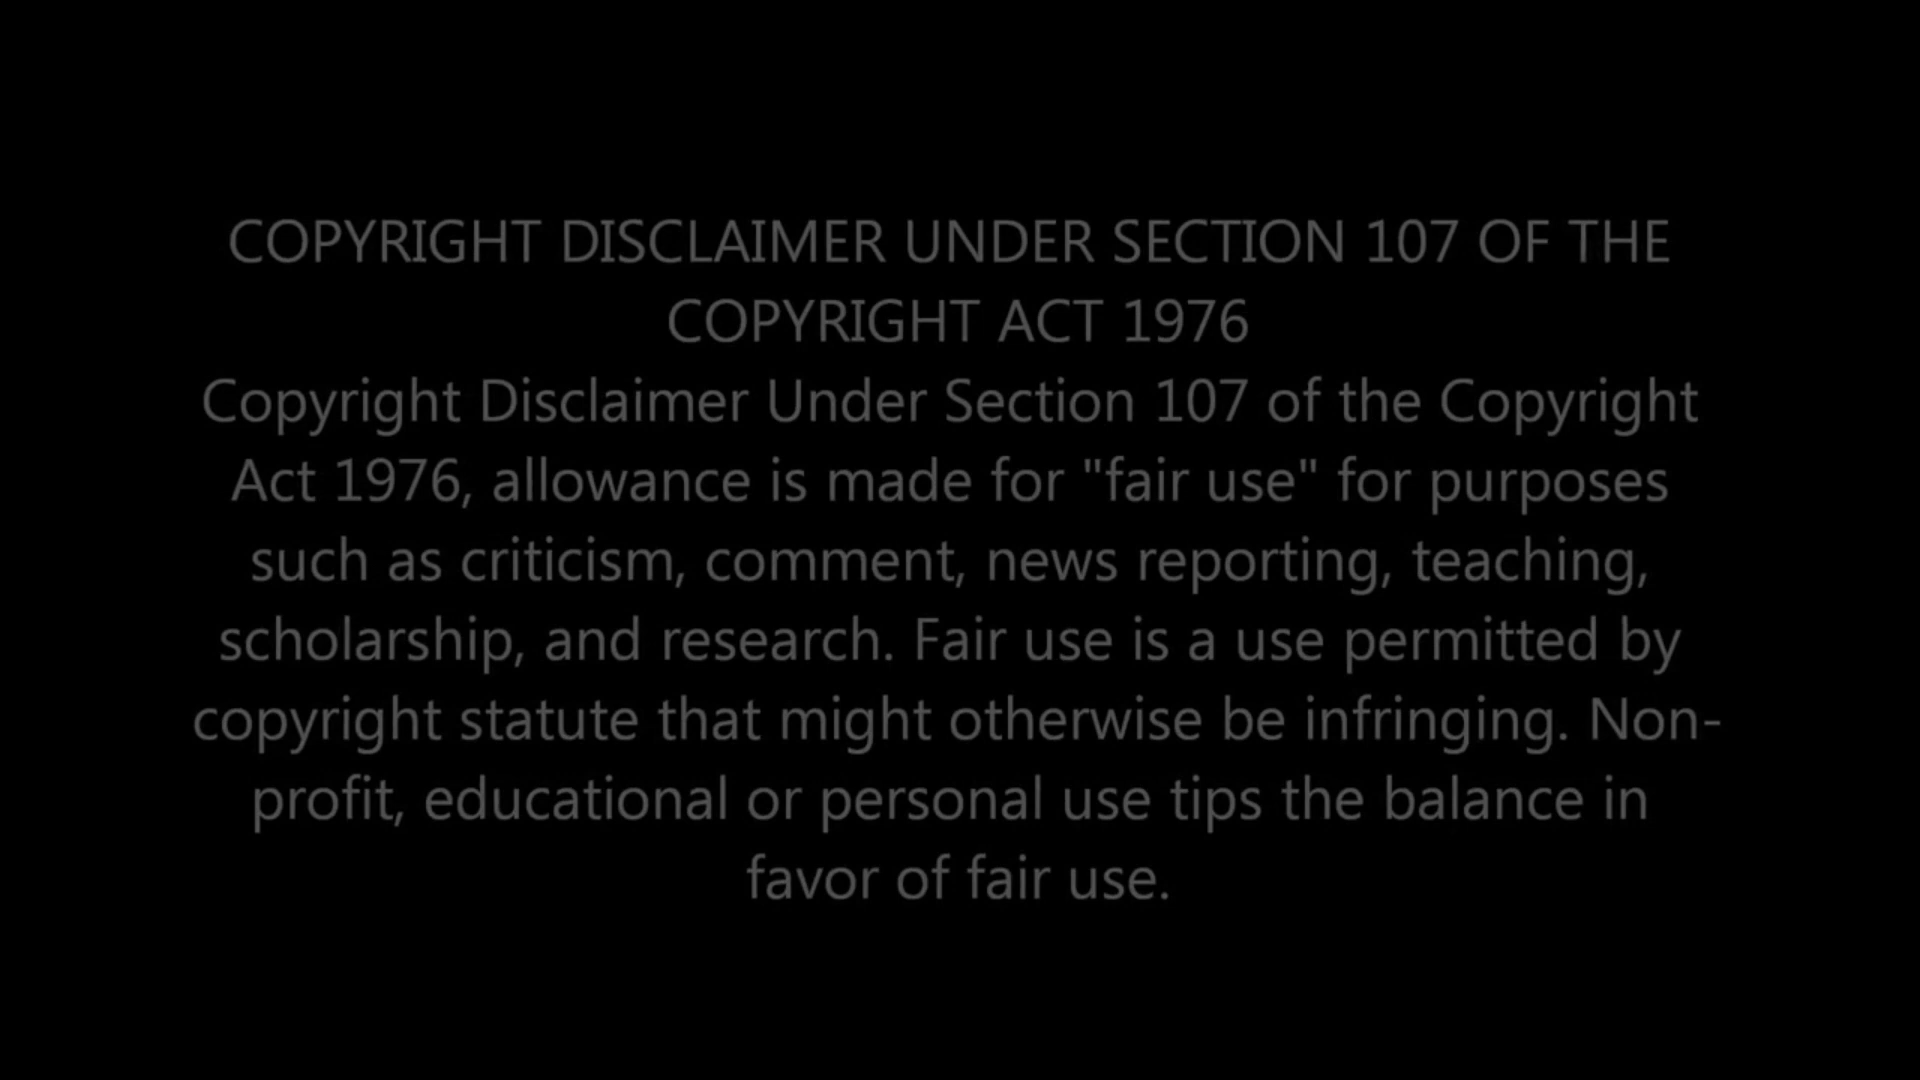 COPYRIGHT DISCLAIMER UNDER SECTION 107 OF THE
COPYRIGHT ACT 1976
Copyright Disclaimer Under Section 107 of the Copyright
Act 1976, allowance is made for "fair use" for purposes
such as criticism, comment, news reporting, teaching,
scholarship, and research. Fair use is a use permitted by
copyright statute that might otherwise be infringing. Non-
profit, educational or personal use tips the balance in
favor of fair use.